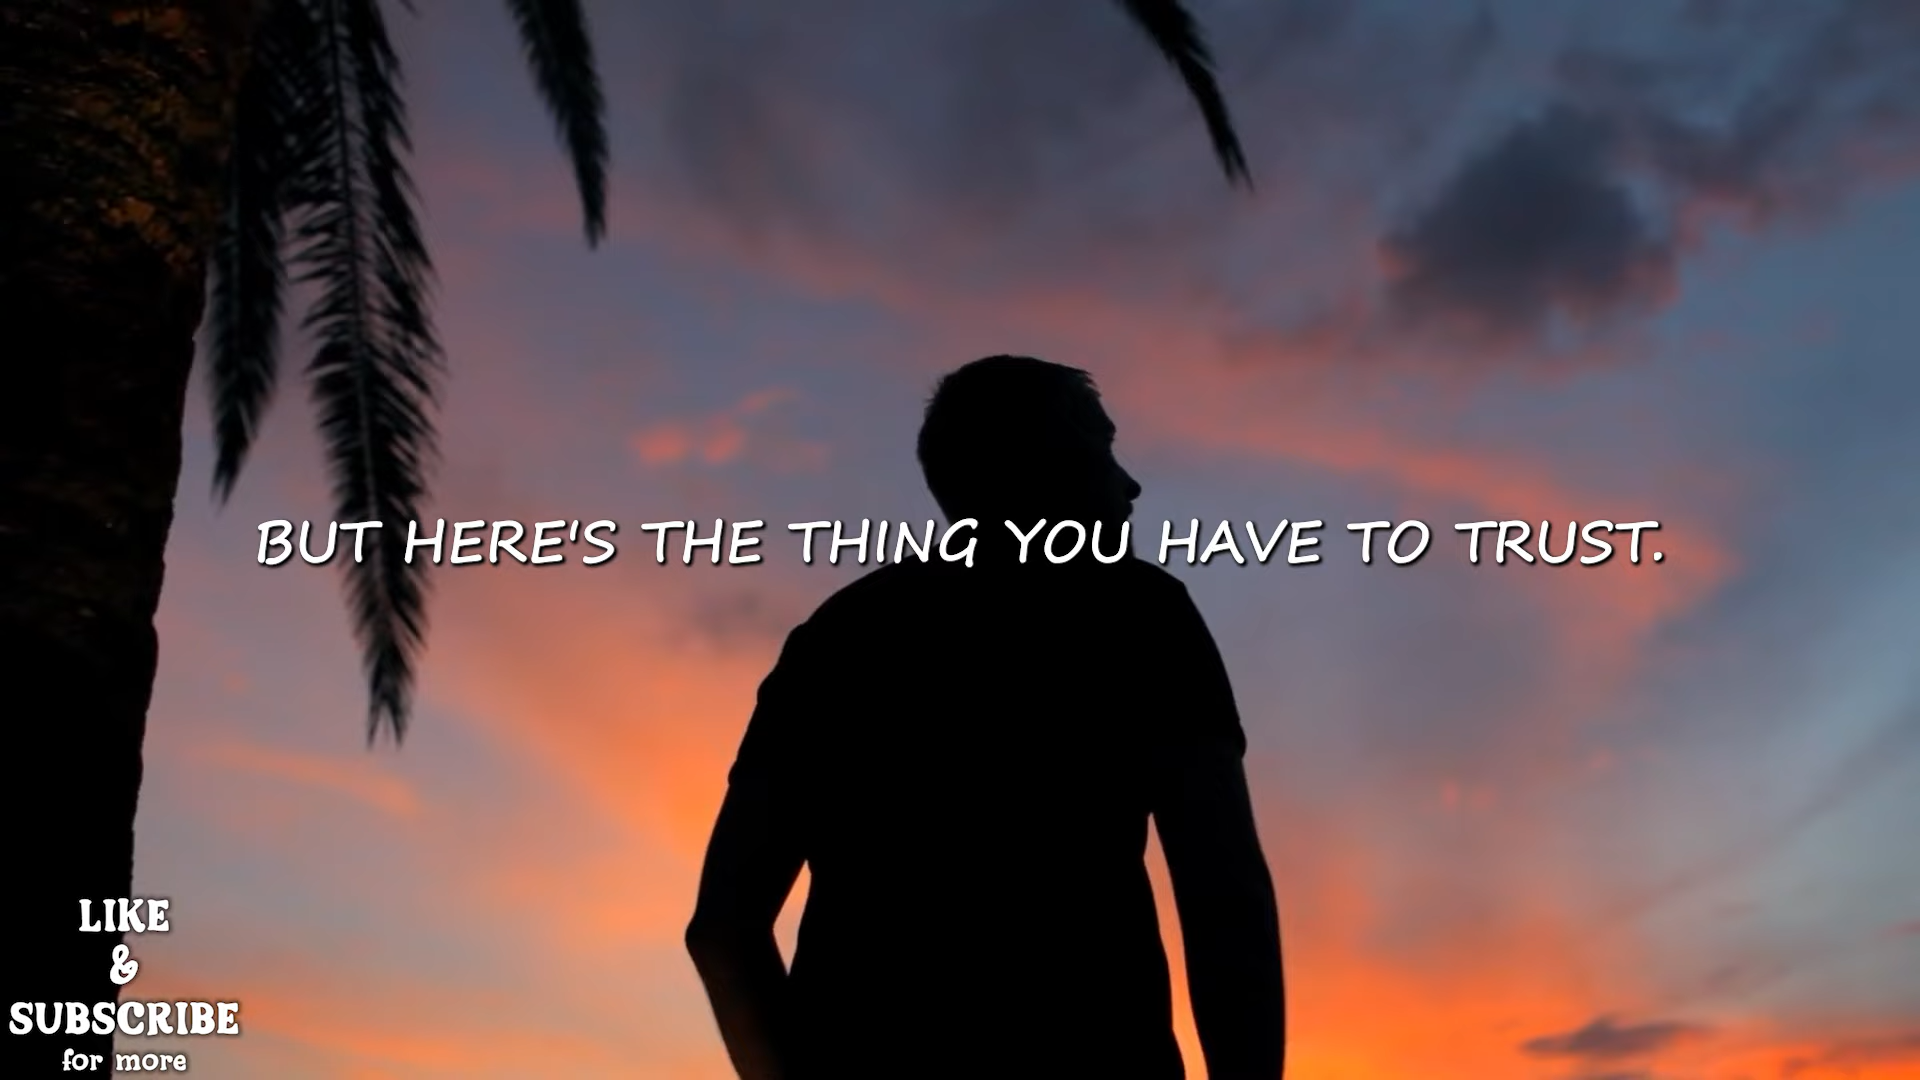 BUT HERE'S THE THING YOU HAVE TO TRUST.
LIKE
&
SUBSCRIBE
for more